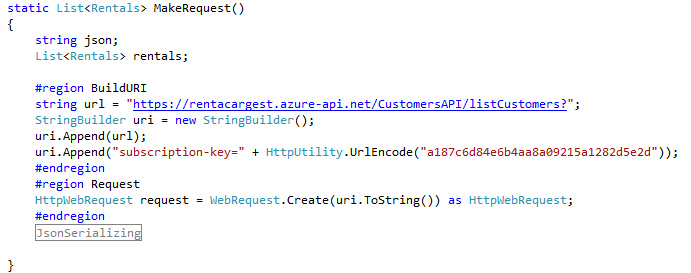 static List<Rentals> MakeRequest()
{
string json;
List<Rentals> rentals;
#region BuildURI
string url = "https://rentacargest.azure-api.net/CustomersAPI/listCustomers?";
StringBuilder uri = new StringBuilder();
uri.Append(url);
uri.Append("subscription-key=" + HttpUtility.UrlEncode("a187c6d84e6b4aa8a09215a1282d5e2d"));
#endregion
#region Request
HttpWebRequest request = WebRequest.Create(uri.ToString()) as HttpWebRequest;
#endregion
JsonSerializing
}